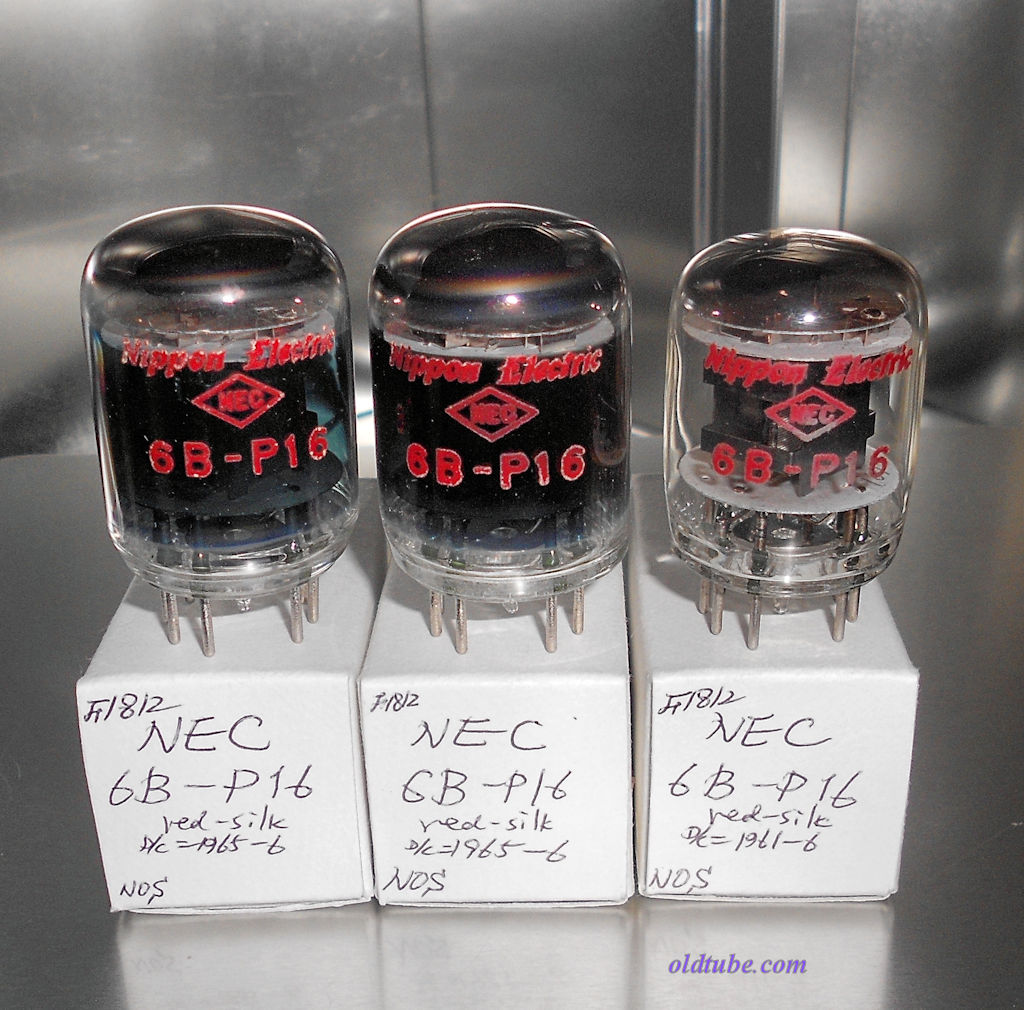 Nippon Electric
NEC
6B-P16
Nippon Electric
NEC
6B-P16
Nippon Electric
NEC
6B-P16
F1812
NEC
6B-P16
red-silk
D/C=1965-6
NOS
F1812
NEC
6B-P16
red-silk
D/C=1965-6
NOS
F1812
NEC
6B-P16
red-silk
D/C=1961-6
NOS
oldtube.com